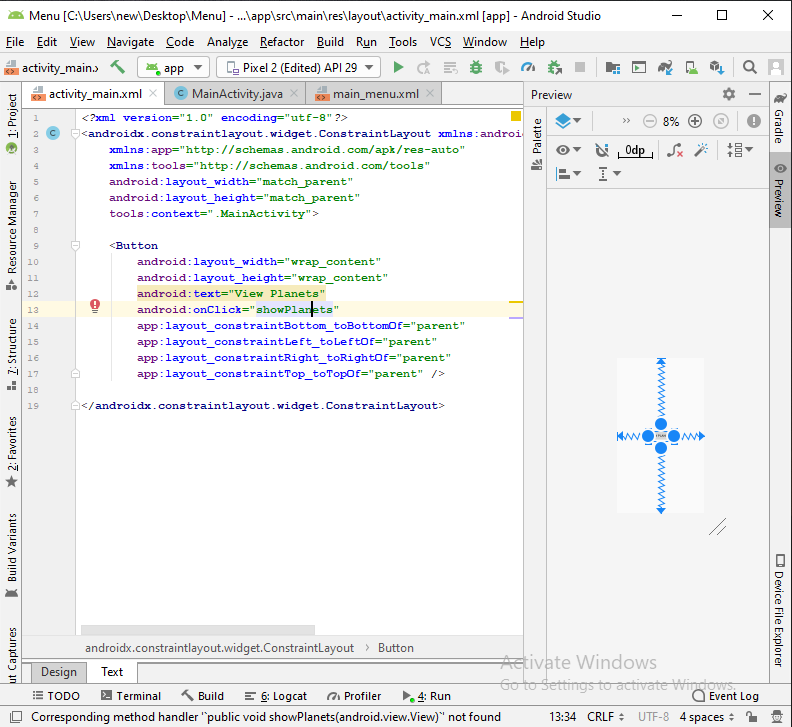 Menu [C:\Users\new\Desktop\Menu] - ...\app\src\main\res\layout\activity_main.xml [app] - Android Studio
File Edit View Navigate Code Analyze Refactor Build Run Tools VCS Window Help
activity_main.x app Pixel 2 (Edited) API 29
activity_main.xml MainActivity.java main_menu.xml Preview
1 <?xml version="1.0" encoding="utf-8"?>
2 <androidx.constraintlayout.widget.ConstraintLayout xmlns:androi
3 xmlns:app="http://schemas.android.com/apk/res-auto"
4 xmlns:tools="http://schemas.android.com/tools"
5 android:layout_width="match_parent"
6 android:layout_height="match_parent"
7 tools:context=".MainActivity">
8
9 <Button
10 android:layout_width="wrap_content"
11 android:layout_height="wrap_content"
12 android:text="View Planets"
13 android:onClick="showPlanets"
14 app:layout_constraintBottom_toBottomOf="parent"
15 app:layout_constraintLeft_toLeftOf="parent"
16 app:layout_constraintRight_toRightOf="parent"
17 app:layout_constraintTop_toTopOf="parent" />
18
19 </androidx.constraintlayout.widget.ConstraintLayout>
1: Project
Resource Manager
7: Structure
2: Favorites
Build Variants
ut Captures
Palette
>> 8%
0dp
Gradle
Preview
Device File Explorer
androidx.constraintlayout.widget.ConstraintLayout > Button
Design Text
Activate Windows
Go to Settings to activate Windows.
TODO Terminal Build 6: Logcat Profiler 4: Run Event Log
Corresponding method handler '`public void showPlanets(android.view.View)`' not found 13:34 CRLF UTF-8 4 spaces